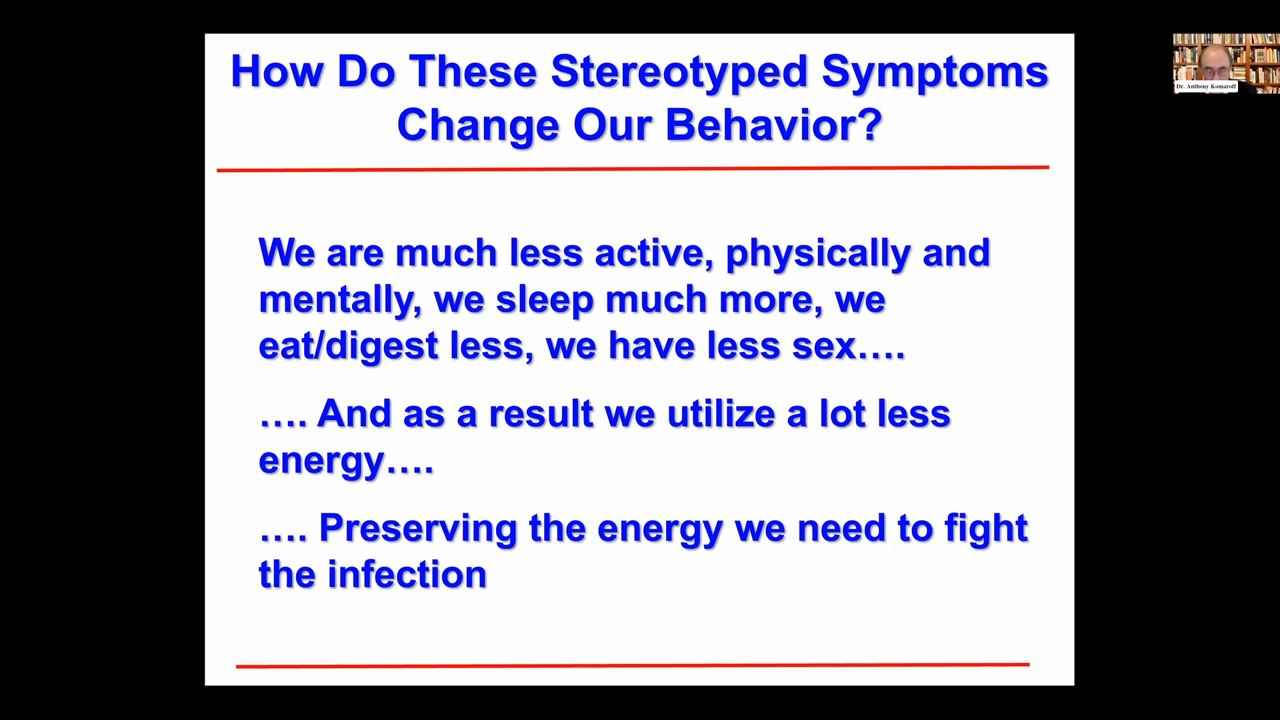 How Do These Stereotyped Symptoms
Change Our Behavior?
We are much less active, physically and
mentally, we sleep much more, we
eat/digest less, we have less sex….
…. And as a result we utilize a lot less
energy….
…. Preserving the energy we need to fight
the infection
Dr. Anthony Komaroff